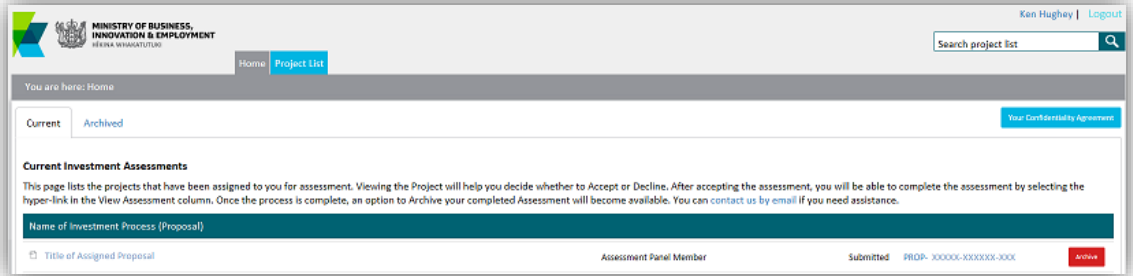 Ken Hughey | Logout
MINISTRY OF BUSINESS,
INNOVATION & EMPLOYMENT
HĪKINA WHAKATUTUKI
Search project list
Home Project List
You are here: Home
Current Archived Your Confidentiality Agreement
Current Investment Assessments
This page lists the projects that have been assigned to you for assessment. Viewing the Project will help you decide whether to Accept or Decline. After accepting the assessment, you will be able to complete the assessment by selecting the
hyper-link in the View Assessment column. Once the process is complete, an option to Archive your completed Assessment will become available. You can contact us by email if you need assistance.
Name of Investment Process (Proposal)
Title of Assigned Proposal Assessment Panel Member Submitted PROP- XXXXX-XXXXXX-XXX Archive